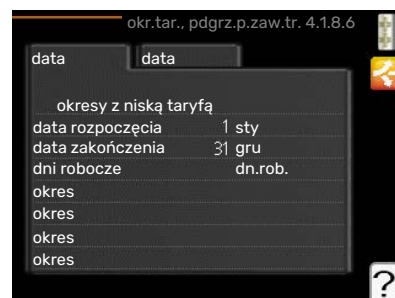 okr.tar., pdgrz.p.zaw.tr. 4.1.8.6
data data
okresy z niską taryfą
data rozpoczęcia 1 sty
data zakończenia 31 gru
dni robocze dn.rob.
okres
okres
okres
okres
?